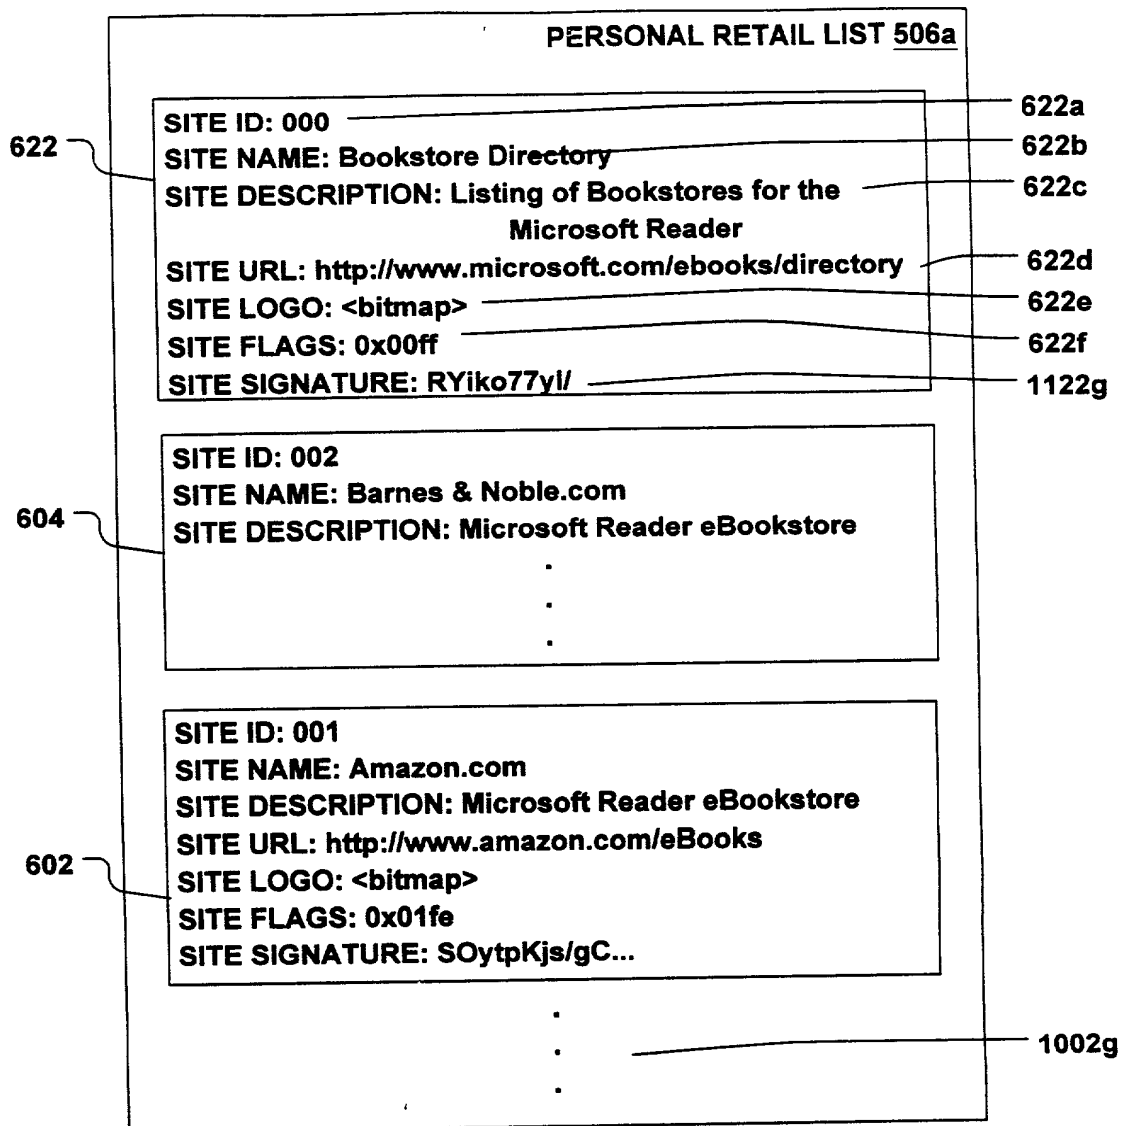 PERSONAL RETAIL LIST 506a
622
SITE ID: 000
622a
SITE NAME: Bookstore Directory
622b
SITE DESCRIPTION: Listing of Bookstores for the
622c
Microsoft Reader
SITE URL: http://www.microsoft.com/ebooks/directory
622d
SITE LOGO: <bitmap>
622e
SITE FLAGS: 0x00ff
622f
SITE SIGNATURE: RYiko77yl/
1122g
604
SITE ID: 002
SITE NAME: Barnes & Noble.com
SITE DESCRIPTION: Microsoft Reader eBookstore
.
.
.
602
SITE ID: 001
SITE NAME: Amazon.com
SITE DESCRIPTION: Microsoft Reader eBookstore
SITE URL: http://www.amazon.com/eBooks
SITE LOGO: <bitmap>
SITE FLAGS: 0x01fe
SITE SIGNATURE: SOytpKjs/gC...
.
.
.
1002g